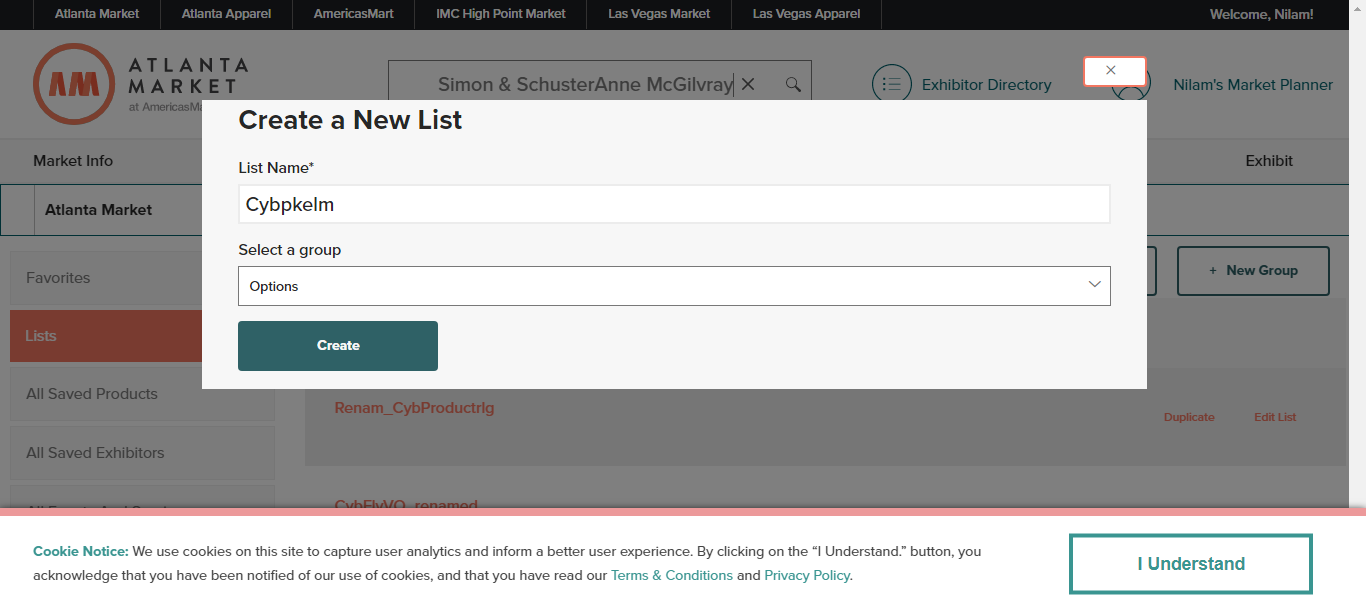 Atlanta Market Atlanta Apparel AmericasMart IMC High Point Market Las Vegas Market Las Vegas Apparel Welcome, Nilam!
ATLANTA
MARKET
at AmericasMa
Simon & SchusterAnne McGilvray
Exhibitor Directory
Nilam's Market Planner
Create a New List
Market Info
Exhibit
List Name*
Cybpkelm
Atlanta Market
Select a group
Options
+ New Group
Favorites
Lists
Create
All Saved Products
Renam_CybProductrlg
Duplicate Edit List
All Saved Exhibitors
CybFlyVO_renamed
Cookie Notice: We use cookies on this site to capture user analytics and inform a better user experience. By clicking on the “I Understand.” button, you
acknowledge that you have been notified of our use of cookies, and that you have read our Terms & Conditions and Privacy Policy.
I Understand